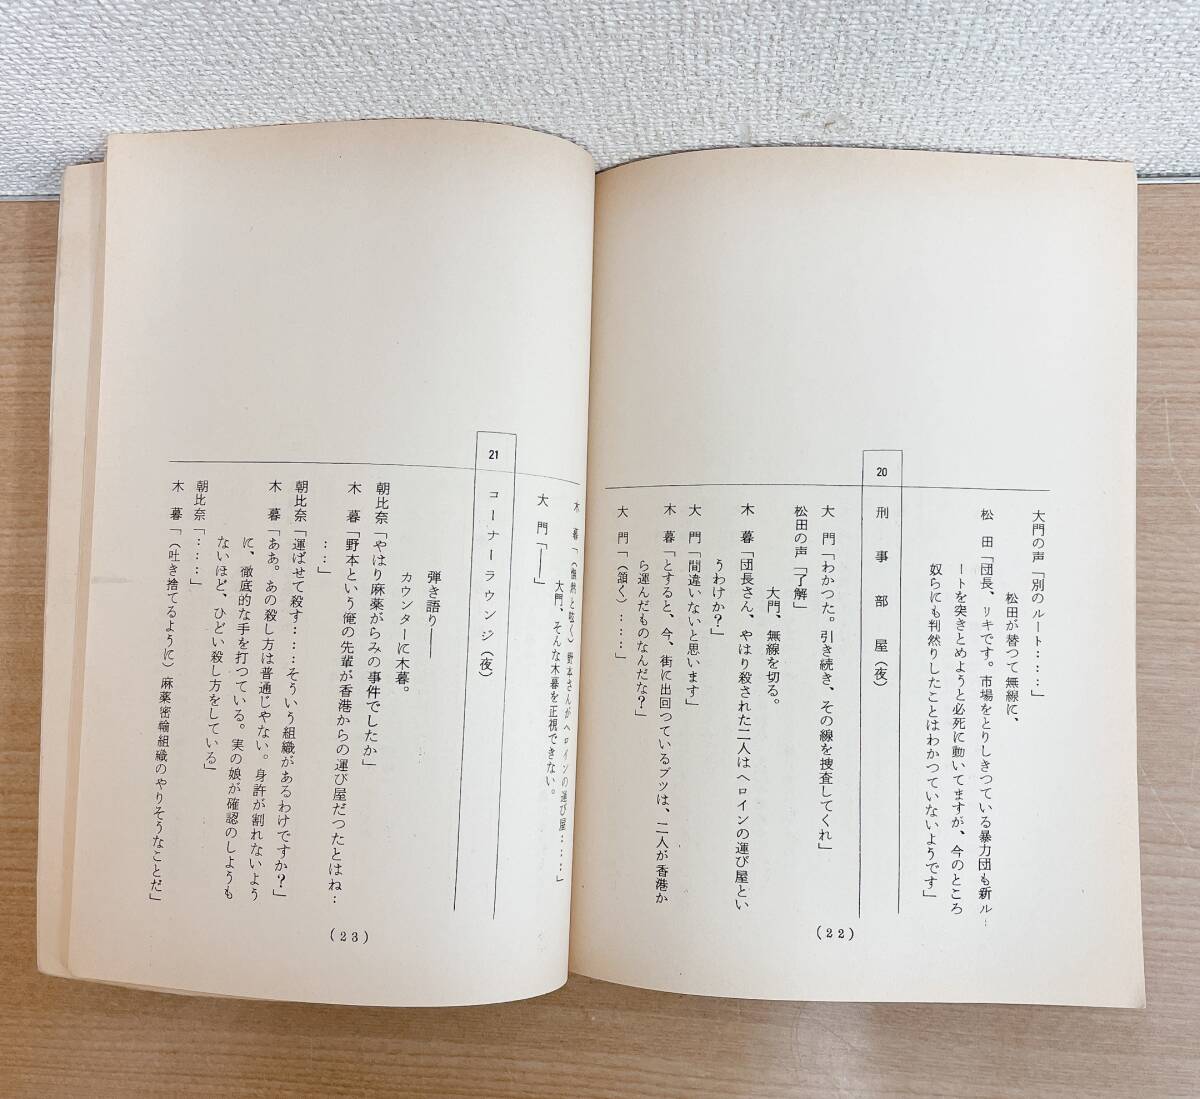 大門の声「別のルート‥‥」
松田が替つて無線に、
松　田「団長、リキです。市場をとりしきつている暴力団も新ル‐
ートを突きとめようと必死に動いてますが、今のところ
奴らにも判然りしたことはわかつていないようです」
20　刑事部屋（夜）
大　門「わかつた。引き続き、その線を捜査してくれ」
松田の声「了解」
大門、無線を切る。
木　暮「団長さん、やはり殺された二人はヘロインの運び屋とい
うわけか？」
大　門「間違いないと思います」
木　暮「とすると、今、街に出回つているブツは、二人が香港か
ら運んだものなんだな？」
大　門「（頷く）‥‥」
(22)
木　暮「（憮然と呟く）野本さんがヘロインの運び屋‥‥」
大門、そんな木暮を正視できない。
大　門「――」
21　コーナーラウンジ（夜）
弾き語り――
カウンターに木暮。
朝比奈「やはり麻薬がらみの事件でしたか」
木　暮「野本という俺の先輩が香港からの運び屋だつたとはね‥
‥」
朝比奈「運ばせて殺す‥‥そういう組織があるわけですか？」
木　暮「ああ。あの殺し方は普通じやない。身許が割れないよう
に、徹底的な手を打つている。実の娘が確認のしようも
ないほど、ひどい殺し方をしている」
朝比奈「‥‥」
木　暮「（吐き捨てるように）麻薬密輸組織のやりそうなことだ」
(23)